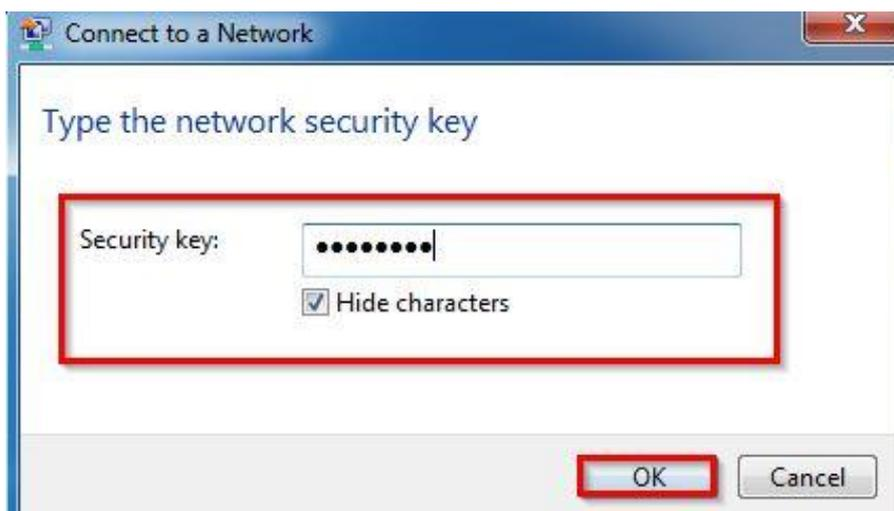 Connect to a Network
Type the network security key
Security key: ••••••••
Hide characters
OK Cancel